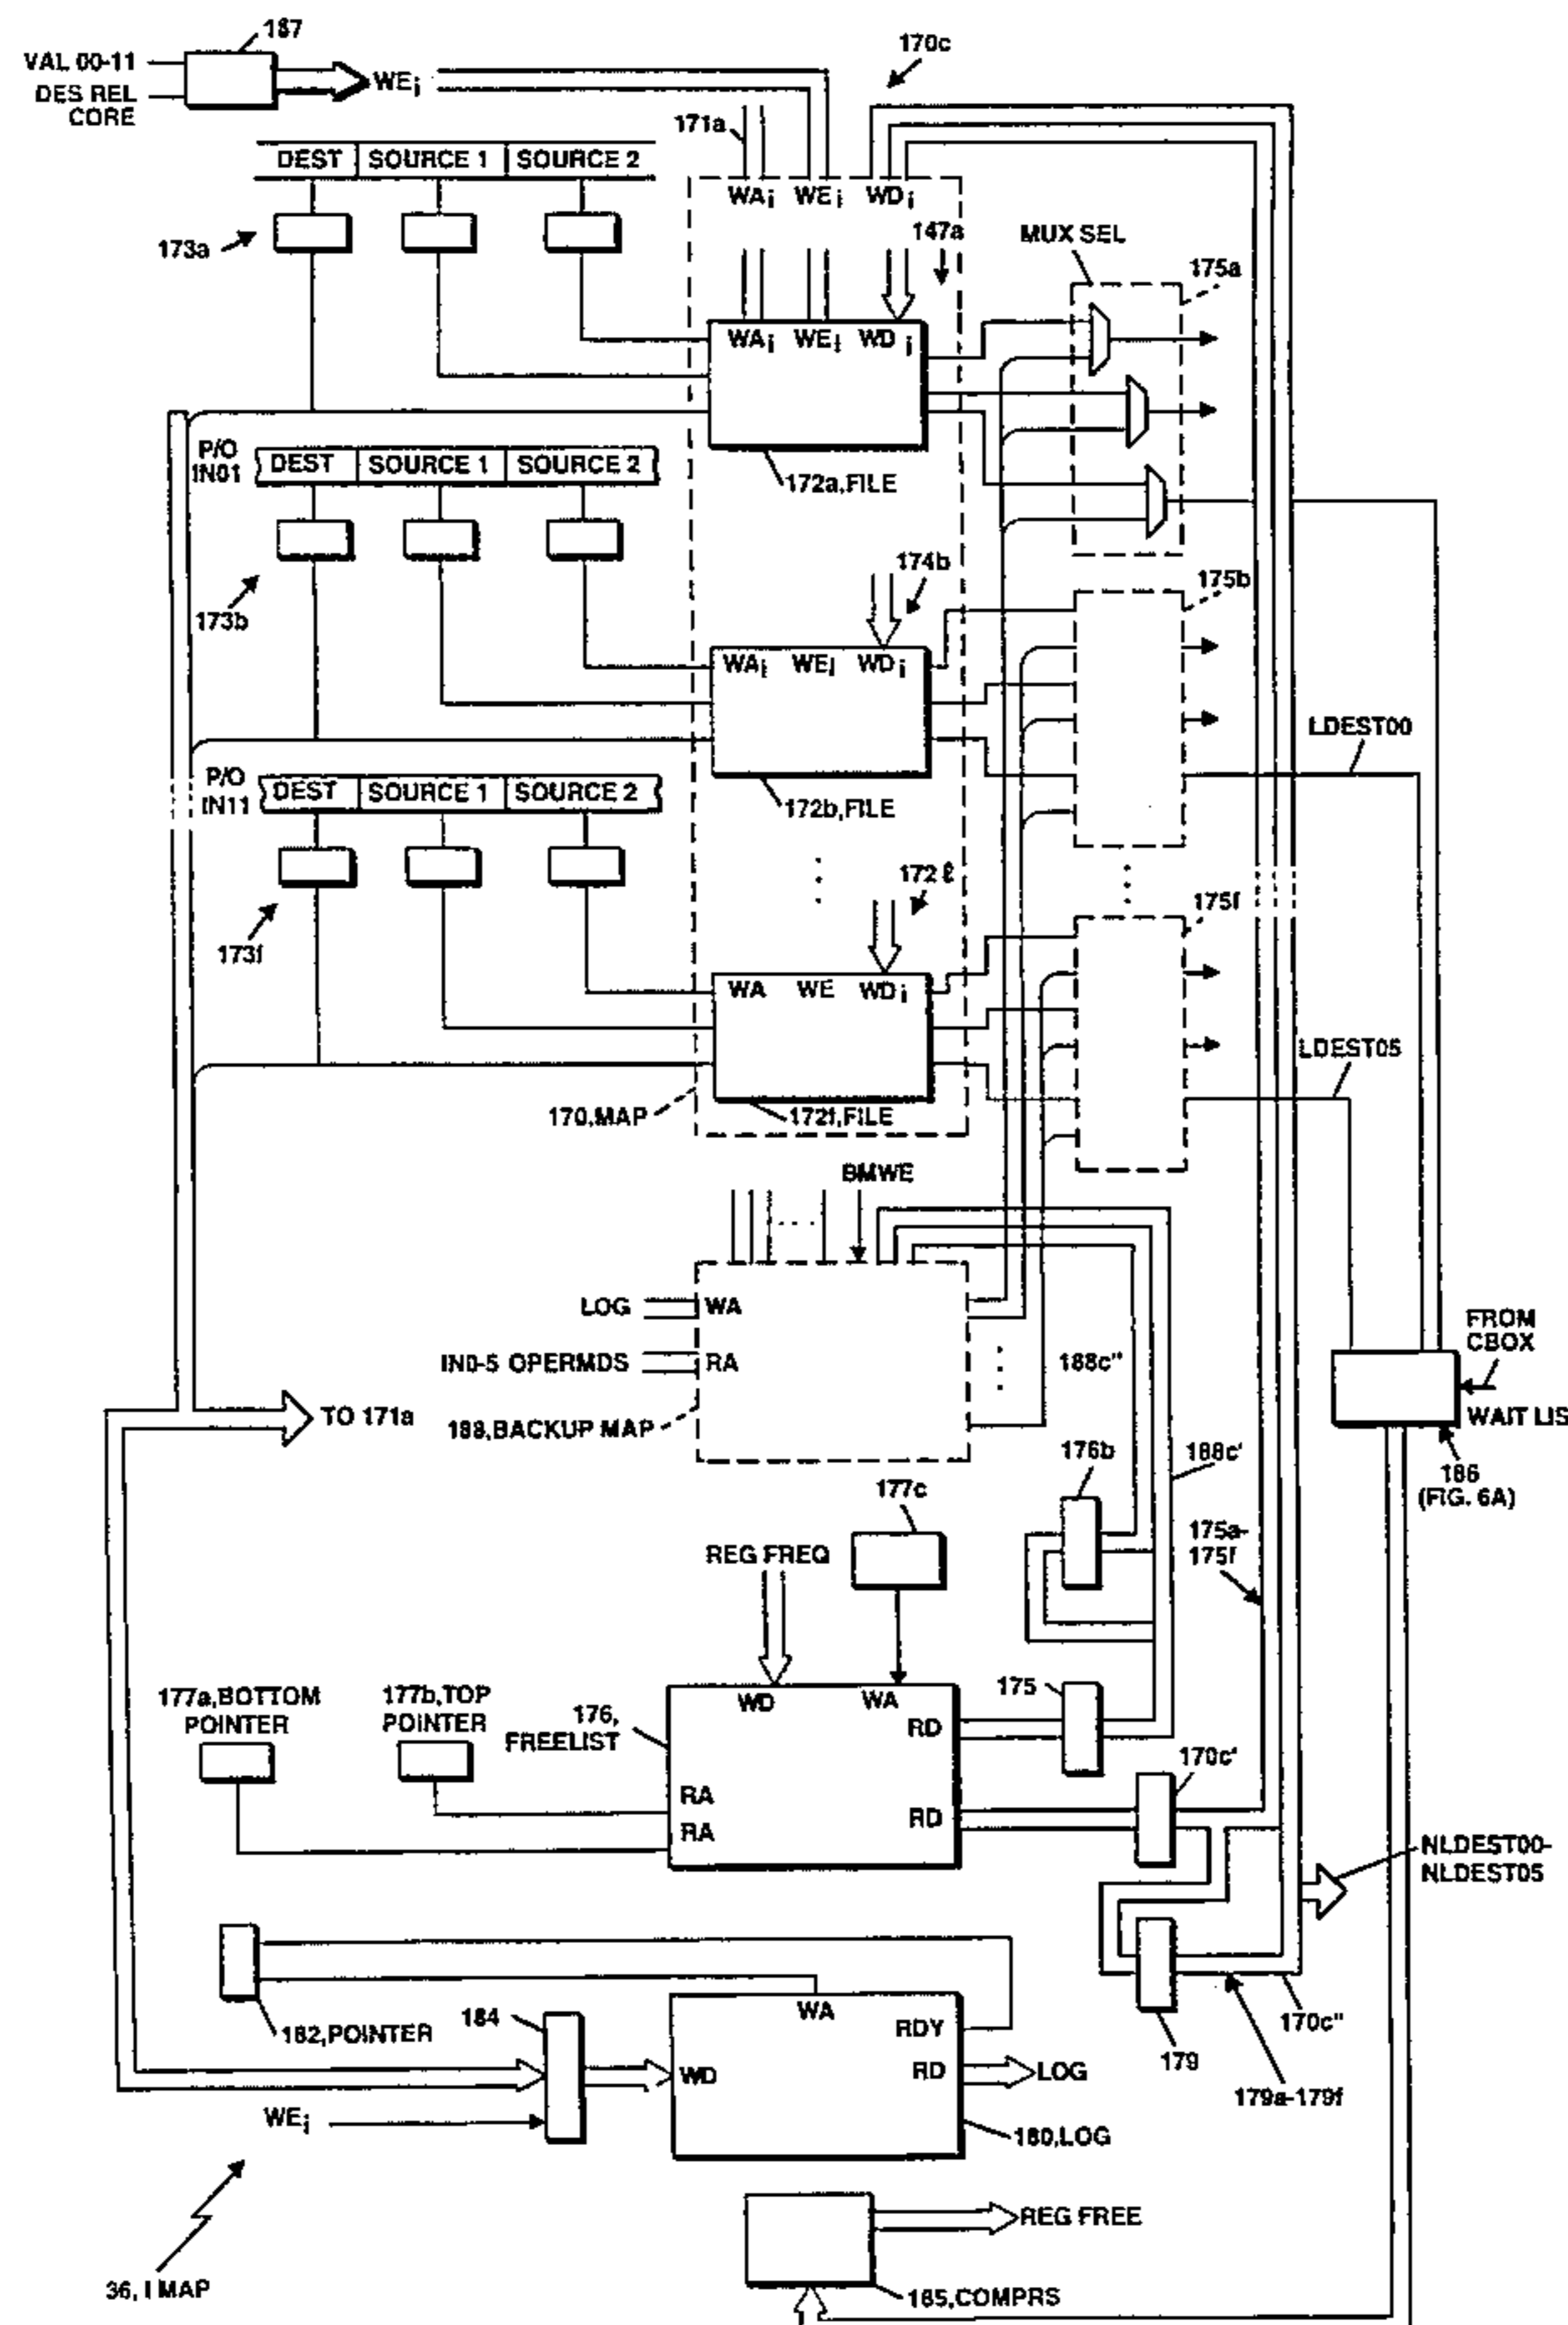 187
VAL 00-11
DES REL
CORE
WEi
170c
171a
DEST SOURCE 1 SOURCE 2
WAi WEi WDi
173a
147a
MUX SEL
175a
WAi WEi WDi
P/O
IN01
DEST SOURCE 1 SOURCE 2
172a,FILE
174b
175b
173b
WAi WEi WDi
LDEST00
P/O
IN11
DEST SOURCE 1 SOURCE 2
172b,FILE
172ℓ
175f
173f
WA WE WDi
LDEST05
170,MAP
172f,FILE
BMWE
LOG
WA
IN0-5 OPERMDS
RA
188c"
FROM
CBOX
WAIT LIS
TO 171a
188,BACKUP MAP
176b
188c'
186
(FIG. 6A)
177c
REG FREQ
175a-
175f
177a,BOTTOM
POINTER
177b,TOP
POINTER
176,
FREELIST
WD WA
RD
175
170c'
RA
RA
RD
NLDEST00-
NLDEST05
182,POINTER
184
WA
RDY
RD
LOG
WD
170c"
179
179a-179f
WEi
180,LOG
REG FREE
36, I MAP
185,COMPRS